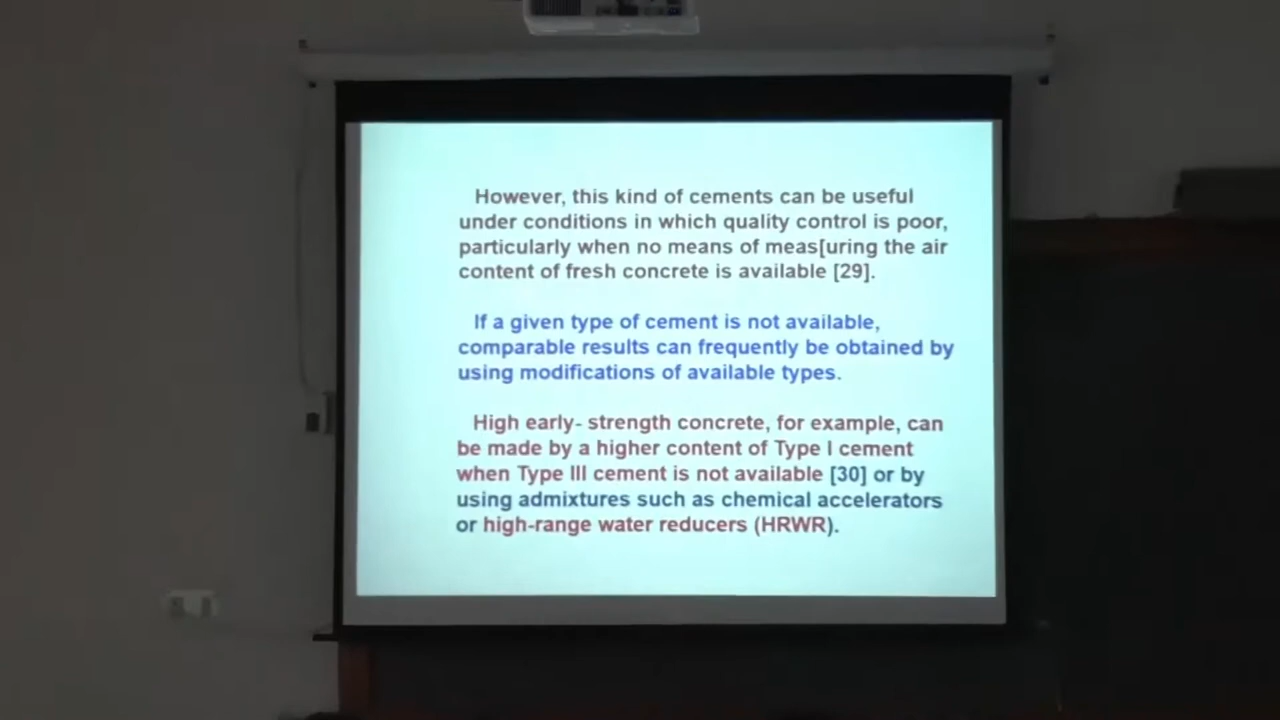 However, this kind of cements can be useful
under conditions in which quality control is poor,
particularly when no means of meas[uring the air
content of fresh concrete is available [29].
If a given type of cement is not available,
comparable results can frequently be obtained by
using modifications of available types.
High early- strength concrete, for example, can
be made by a higher content of Type I cement
when Type III cement is not available [30] or by
using admixtures such as chemical accelerators
or high-range water reducers (HRWR).